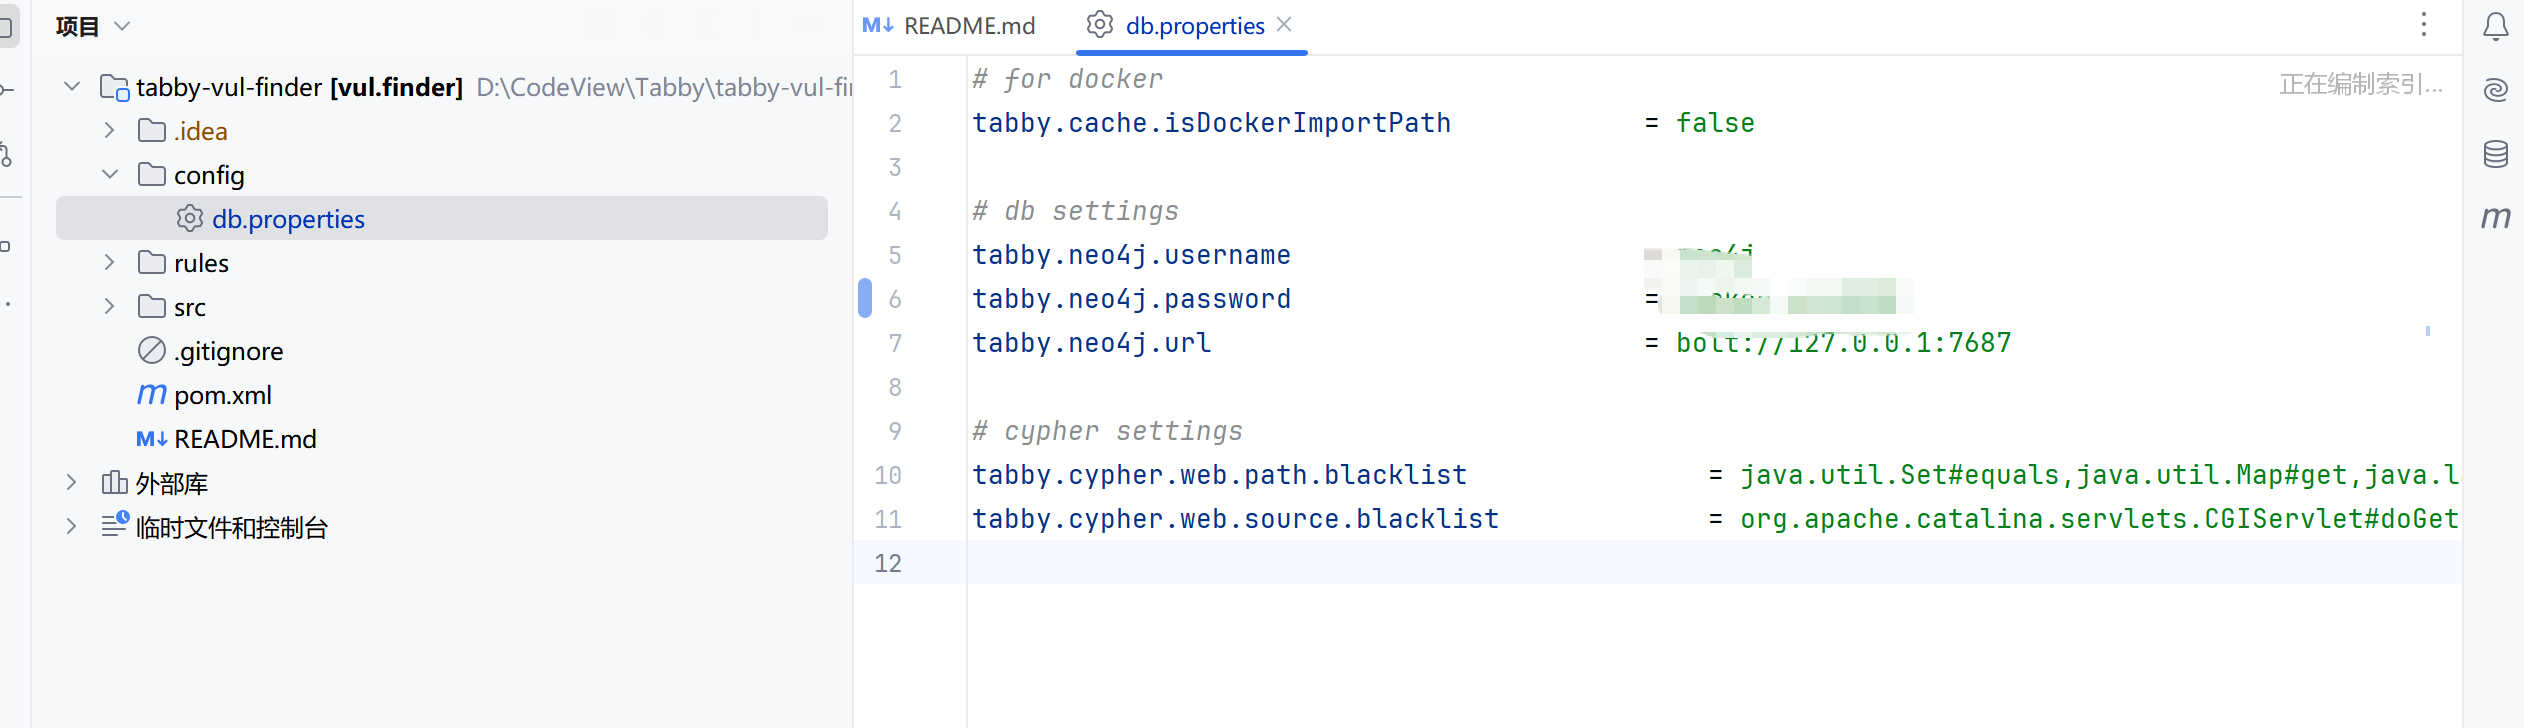 项目
tabby-vul-finder [vul.finder] D:\CodeView\Tabby\tabby-vul-fi
.idea
config
db.properties
rules
src
.gitignore
pom.xml
README.md
外部库
临时文件和控制台
README.md
db.properties
正在编制索引...
1 # for docker
2 tabby.cache.isDockerImportPath = false
3
4 # db settings
5 tabby.neo4j.username
6 tabby.neo4j.password =
7 tabby.neo4j.url = bolt://127.0.0.1:7687
8
9 # cypher settings
10 tabby.cypher.web.path.blacklist = java.util.Set#equals,java.util.Map#get,java.l
11 tabby.cypher.web.source.blacklist = org.apache.catalina.servlets.CGIServlet#doGet
12